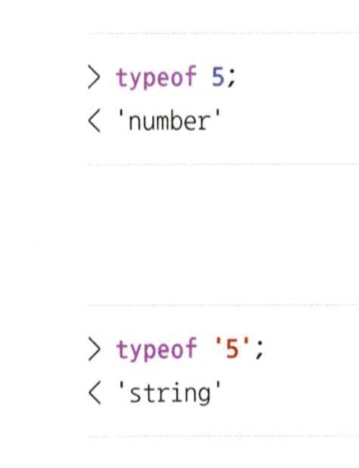 > typeof 5;
< 'number'
> typeof '5';
< 'string'